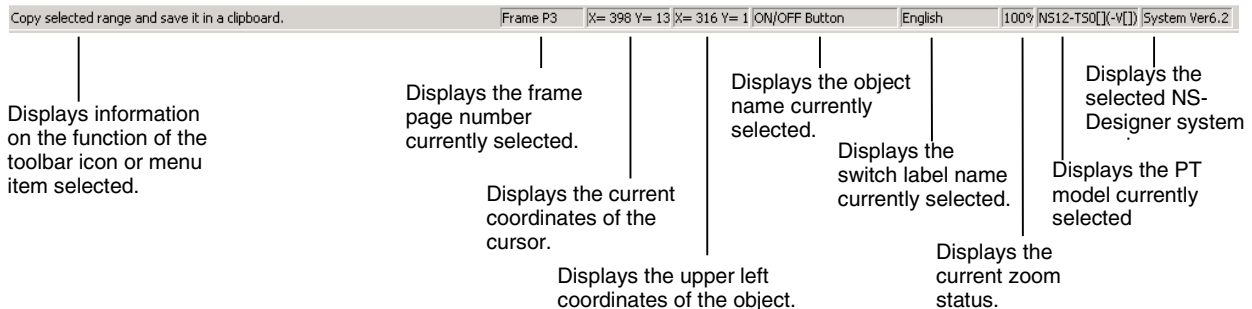 Copy selected range and save it in a clipboard.
Frame P3
X= 398 Y= 13
X= 316 Y= 1
ON/OFF Button
English
100%
NS12-TS0[](-V[])
System Ver6.2
Displays information
on the function of the
toolbar icon or menu
item selected.
Displays the frame
page number
currently selected.
Displays the current
coordinates of the
cursor.
Displays the upper left
coordinates of the object.
Displays the object
name currently
selected.
Displays the
switch label name
currently selected.
Displays the
current zoom
status.
Displays the PT
model currently
selected
Displays the
selected NS-
Designer system
.